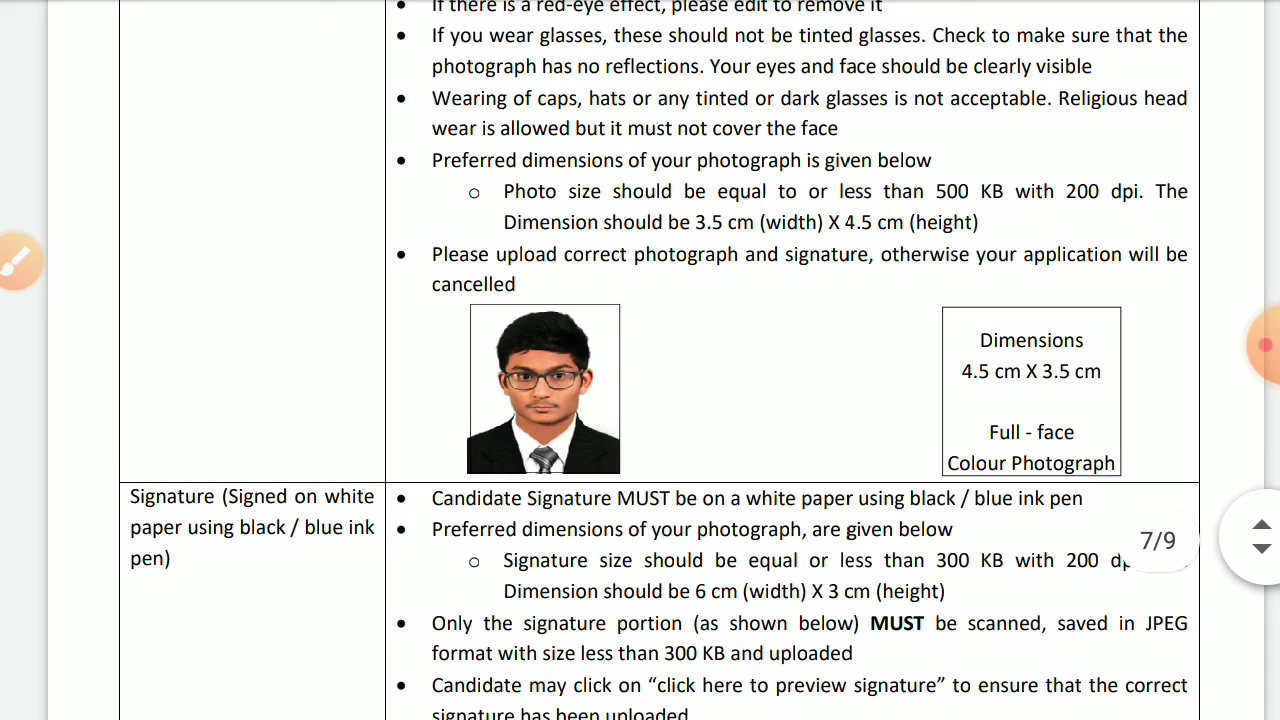 If there is a red-eye effect, please edit to remove it
If you wear glasses, these should not be tinted glasses. Check to make sure that the
photograph has no reflections. Your eyes and face should be clearly visible
Wearing of caps, hats or any tinted or dark glasses is not acceptable. Religious head
wear is allowed but it must not cover the face
Preferred dimensions of your photograph is given below
Photo size should be equal to or less than 500 KB with 200 dpi. The
Dimension should be 3.5 cm (width) X 4.5 cm (height)
Please upload correct photograph and signature, otherwise your application will be
cancelled
Dimensions
4.5 cm X 3.5 cm
Full - face
Colour Photograph
Signature (Signed on white
paper using black / blue ink
pen)
Candidate Signature MUST be on a white paper using black / blue ink pen
Preferred dimensions of your photograph, are given below
Signature size should be equal or less than 300 KB with 200
Dimension should be 6 cm (width) X 3 cm (height)
Only the signature portion (as shown below) MUST be scanned, saved in JPEG
format with size less than 300 KB and uploaded
Candidate may click on “click here to preview signature” to ensure that the correct
signature has been uploaded
7/9